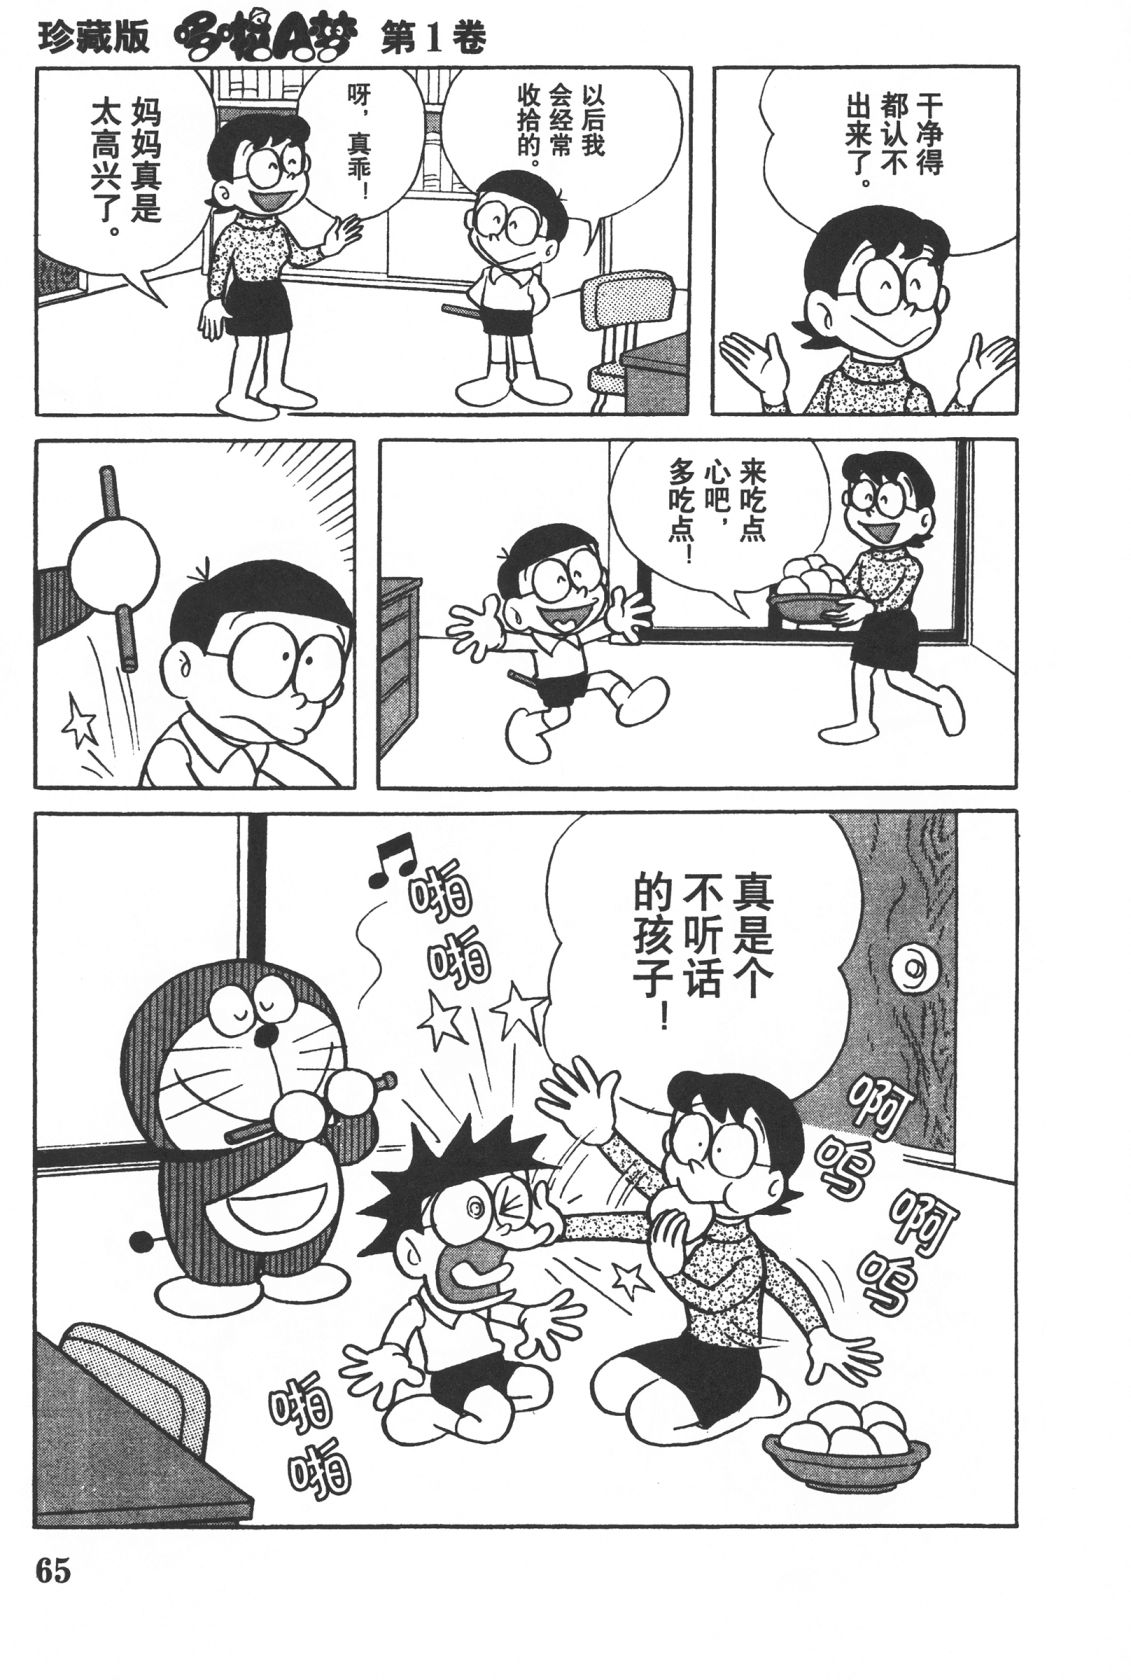 珍藏版 哆啦A梦 第1卷
干净得
都认不
出来了。
以后我
会经常
收拾的。
呀，真乖！
妈妈真是
太高兴了。
来吃点
心吧，
多吃点！
真是个
不听话
的孩子！
啪
啪
啊
呜
啊
呜
啪
啪
65